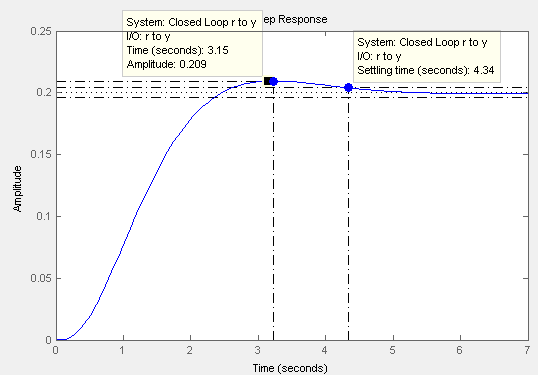 ep Response
System: Closed Loop r to y
I/O: r to y
Time (seconds): 3.15
Amplitude: 0.209
System: Closed Loop r to y
I/O: r to y
Settling time (seconds): 4.34
0.25
0.2
0.15
0.1
0.05
0
Amplitude
0 1 2 3 4 5 6 7
Time (seconds)